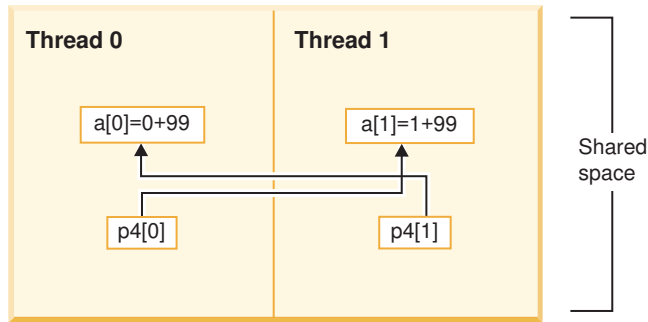 Thread 0
Thread 1
a[0]=0+99
a[1]=1+99
Shared
space
p4[0]
p4[1]